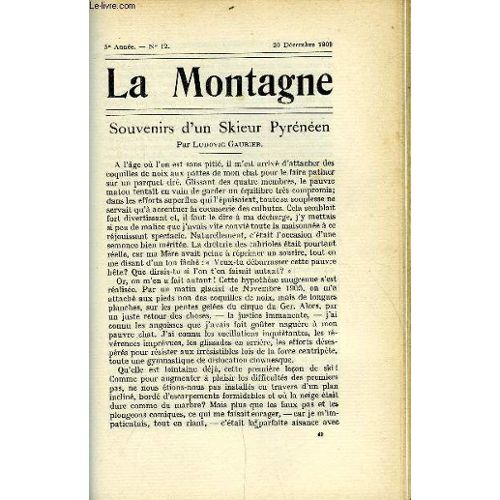 Le-livre.com
5e Année. — No 12.
20 Décembre 1909
La Montagne
Souvenirs d'un Skieur Pyrénéen
Par Ludovic Gaurier.
A l'âge où l'on est sans pitié, il m'est arrivé d'attacher des
coquilles de noix aux pattes de mon chat pour le faire patiner
sur un parquet ciré. Glissant des quatre membres, le pauvre
matou tentait en vain de garder un équilibre très compromis;
dans les efforts superflus qui l'épuisaient, toute sa souplesse ne
servait qu'à accentuer la cocasserie des culbutes. Cela semblait
fort divertissant et, il faut le dire à ma décharge, j'y mettais
si peu de malice que j'avais vite convié toute la maisonnée à ce
réjouissant spectacle. Naturellement, c'était l'occasion d'une
semonce bien méritée. La drôlerie des cabrioles était pourtant
réelle, car ma Mère avait peine à réprimer un sourire, tout en
me disant d'un ton fâché : « Veux-tu débarrasser cette pauvre
bête? Que dirais-tu si l'on t'en faisait autant? »
Or, on m'en a fait autant! Cette hypothèse saugrenue s'est
réalisée. Par un matin glacial de Novembre 1905, on m'a
attaché aux pieds non des coquilles de noix, mais de longues
planches, sur les pentes gelées du cirque du Ger. Alors, par
un juste retour des choses, — la justice immanente, — j'ai
connu les angoisses que j'avais fait goûter naguère à mon
pauvre chat. J'ai connu les oscillations inquiétantes, les ré-
vérences imprévues, les glissades en arrière, les efforts déses-
pérés pour résister aux irrésistibles lois de la force centripète,
toute une gymnastique de dislocation clownesque.
Qu'elle est lointaine déjà, cette première leçon de ski!
Comme pour augmenter à plaisir les difficultés des premiers
pas, ne nous étions-nous pas installés en travers d'un plan
incliné, bordé d'escarpements formidables et où la neige était
dure comme du marbre? Mais plus que les faux pas et les
plongeons comiques, ce qui me faisait enrager, — car je m'im-
patientais, tout en riant, — c'était la parfaite aisance avec